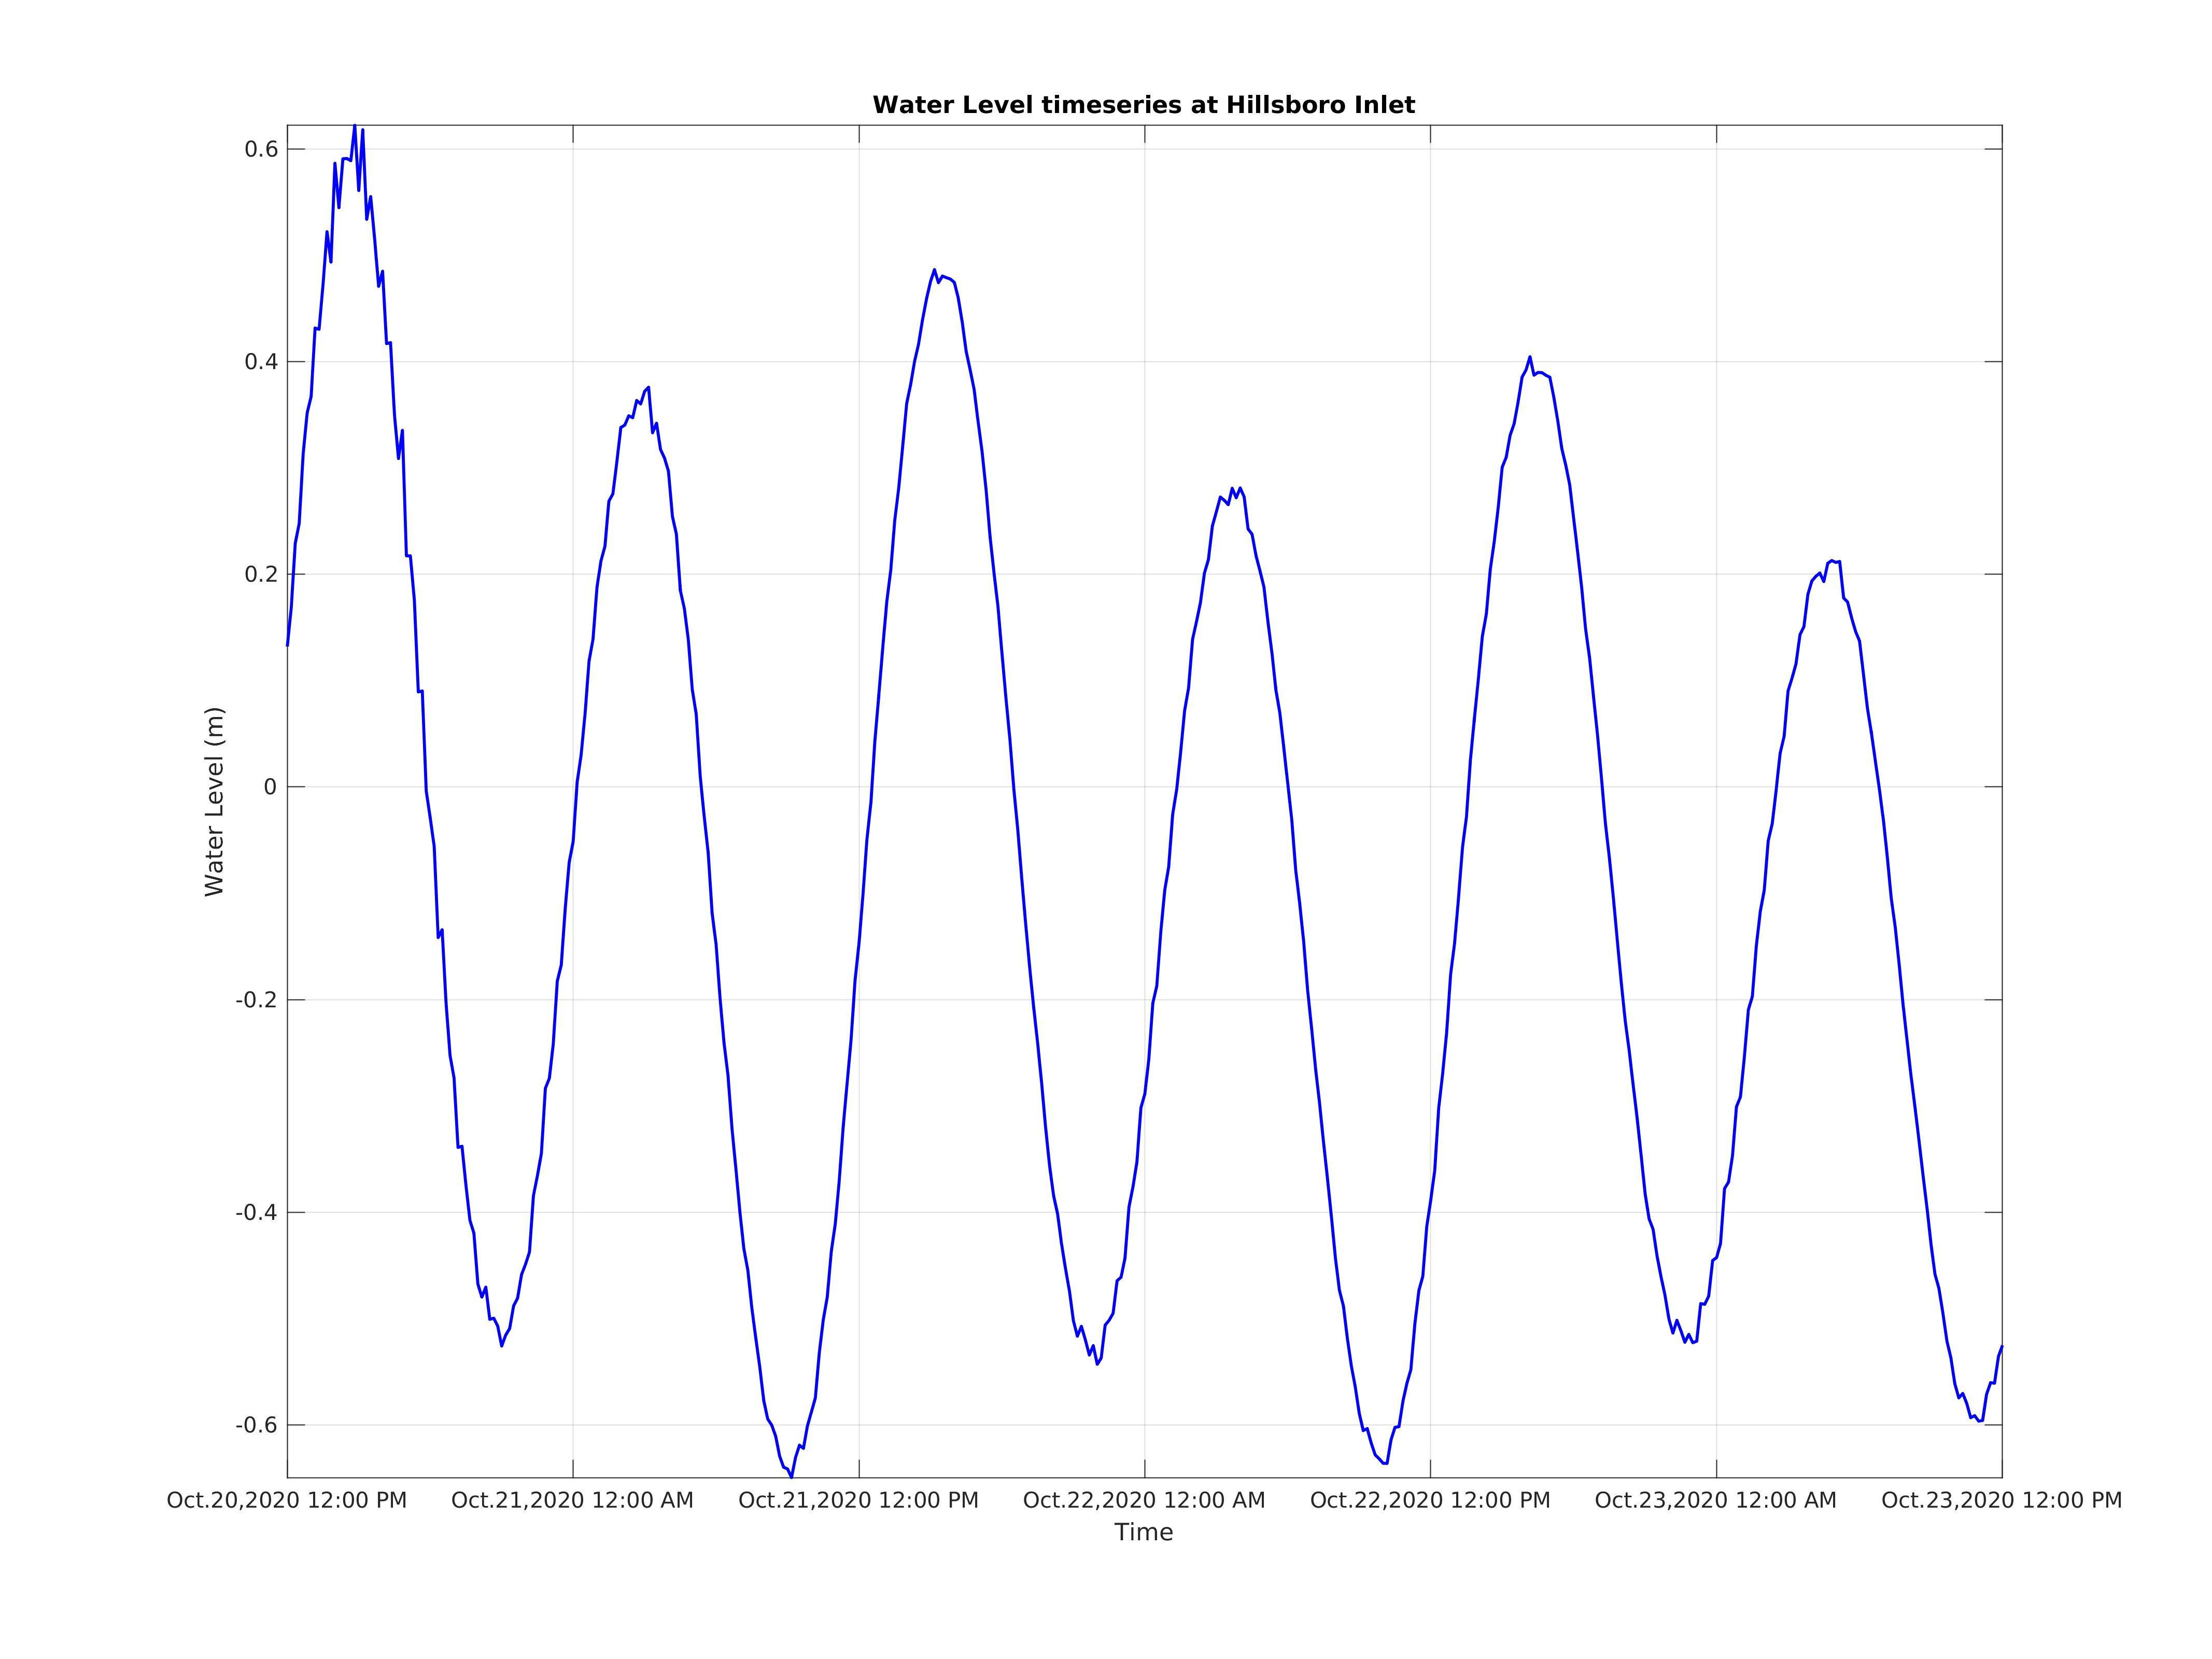 Water Level timeseries at Hillsboro Inlet
0.6
0.4
0.2
0
-0.2
-0.4
-0.6
Water Level (m)
Oct.20,2020 12:00 PM
Oct.21,2020 12:00 AM
Oct.21,2020 12:00 PM
Oct.22,2020 12:00 AM
Oct.22,2020 12:00 PM
Oct.23,2020 12:00 AM
Oct.23,2020 12:00 PM
Time